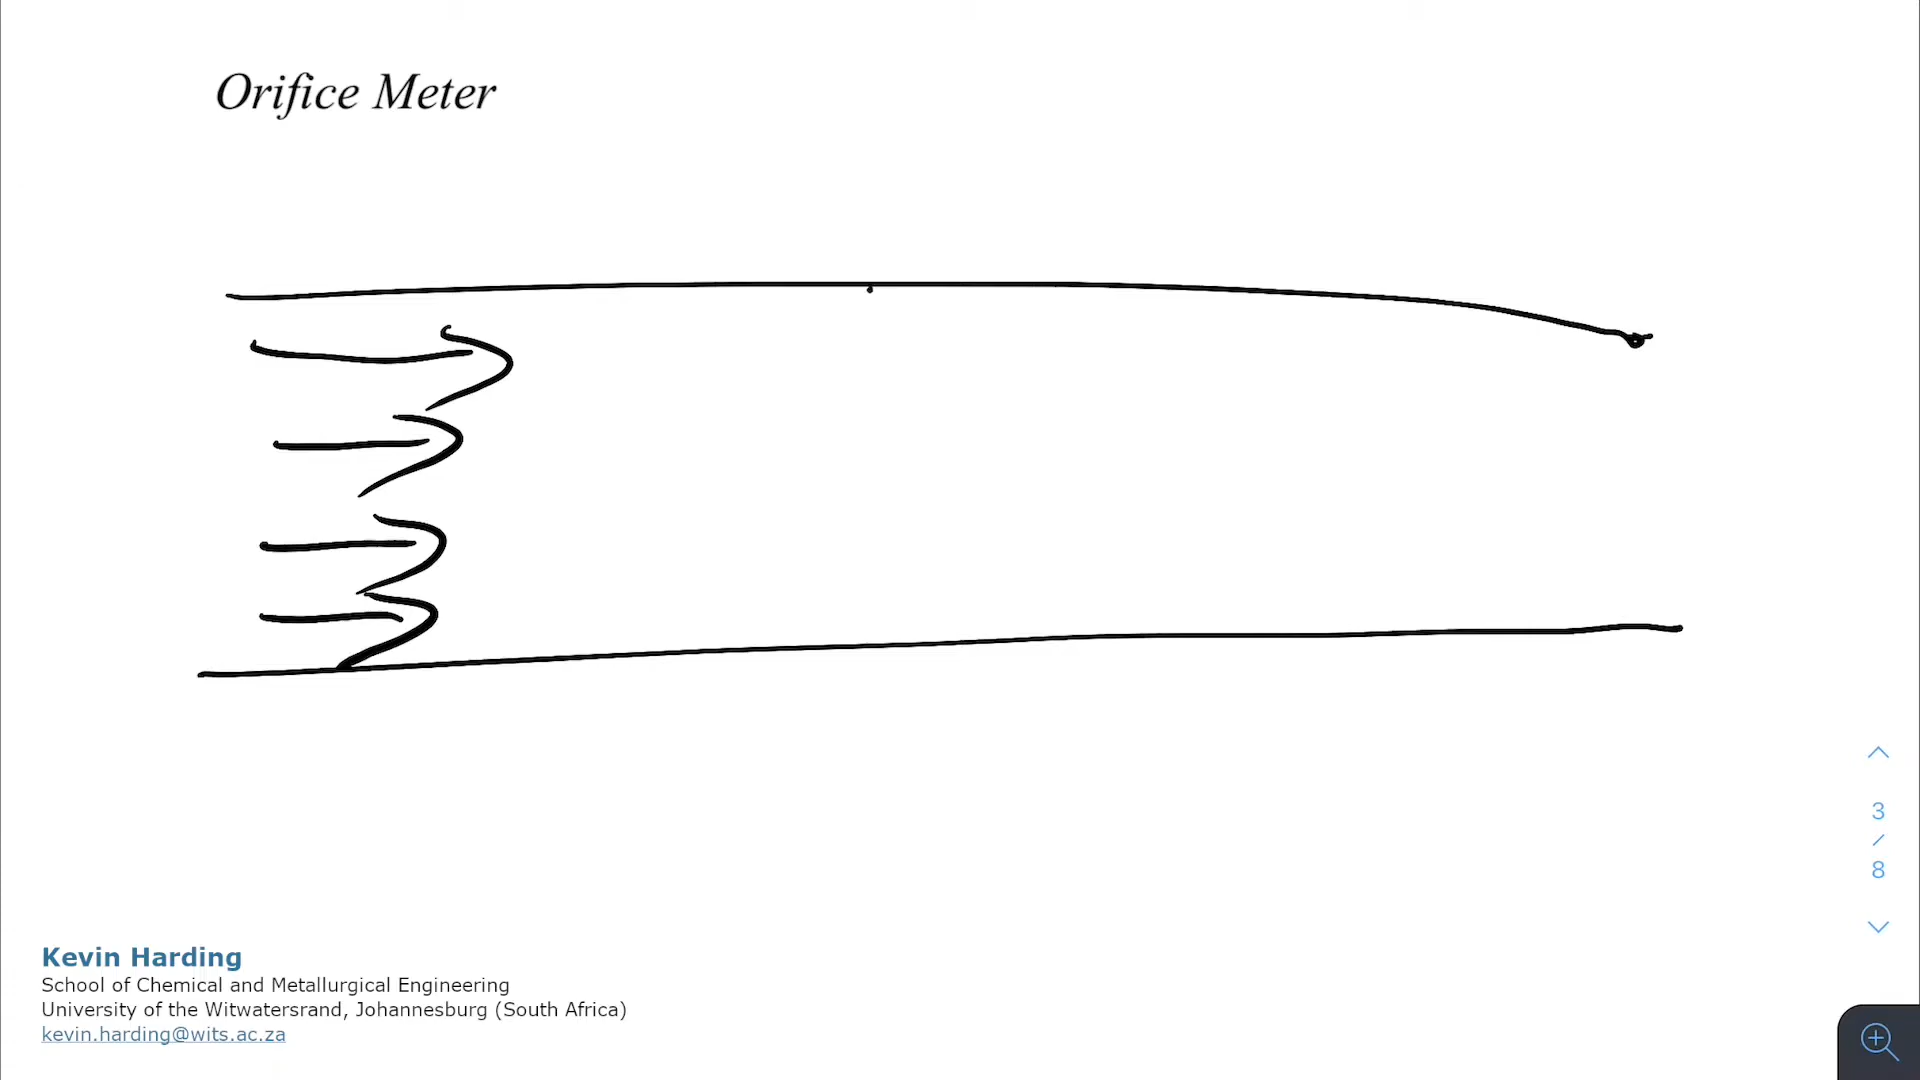 Orifice Meter
3
/
8
Kevin Harding
School of Chemical and Metallurgical Engineering
University of the Witwatersrand, Johannesburg (South Africa)
kevin.harding@wits.ac.za